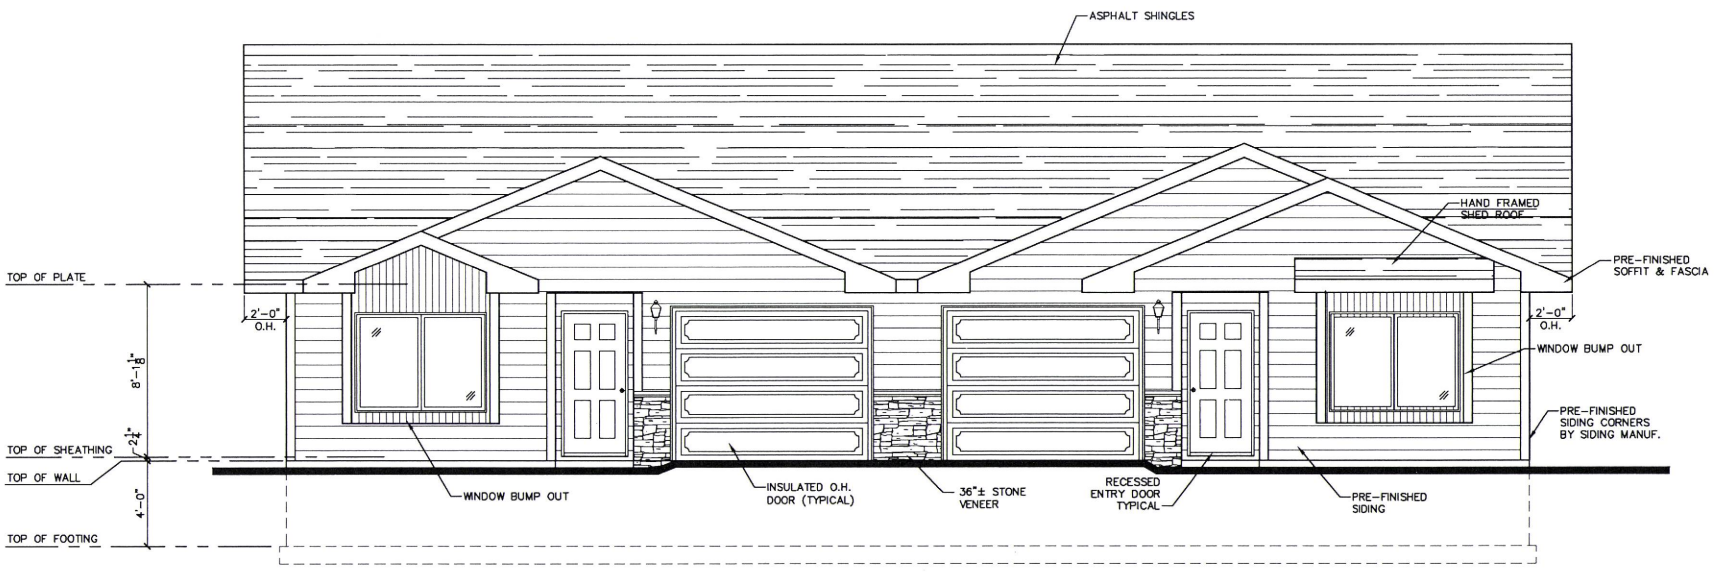 ASPHALT SHINGLES
HAND FRAMED
SHED ROOF
PRE-FINISHED
SOFFIT & FASCIA
TOP OF PLATE
2'-0"
O.H.
2'-0"
O.H.
8'-1 1/8"
WINDOW BUMP OUT
PRE-FINISHED
SIDING CORNERS
BY SIDING MANUF.
2 1/4"
TOP OF SHEATHING
TOP OF WALL
WINDOW BUMP OUT
INSULATED O.H.
DOOR (TYPICAL)
36"± STONE
VENEER
RECESSED
ENTRY DOOR
TYPICAL
PRE-FINISHED
SIDING
4'-0"
TOP OF FOOTING